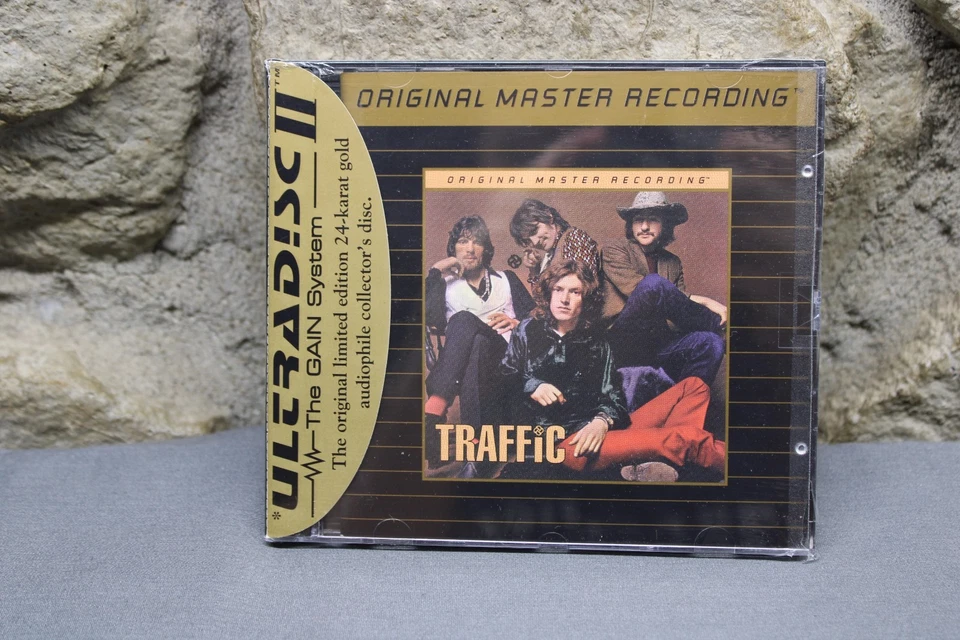 *ULTRADISC II™
The GAIN System
The original limited edition 24-karat gold
audiophile collector's disc.
ORIGINAL MASTER RECORDING™
ORIGINAL MASTER RECORDING™
TRAFFiC